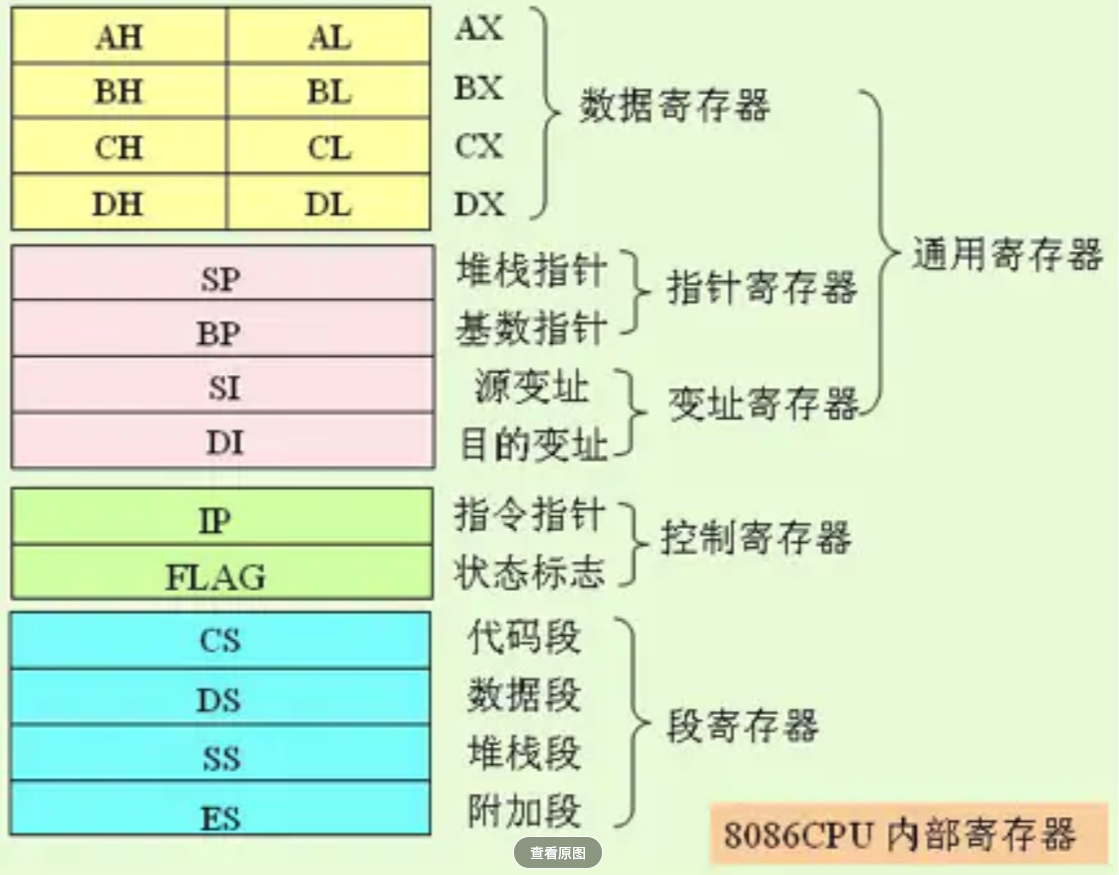 AH AL AX
BH BL BX
CH CL CX
DH DL DX
数据寄存器
SP 堆栈指针
BP 基数指针
指针寄存器
SI 源变址
DI 目的变址
变址寄存器
通用寄存器
IP 指令指针
FLAG 状态标志
控制寄存器
CS 代码段
DS 数据段
SS 堆栈段
ES 附加段
段寄存器
8086CPU 内部寄存器
查看原图